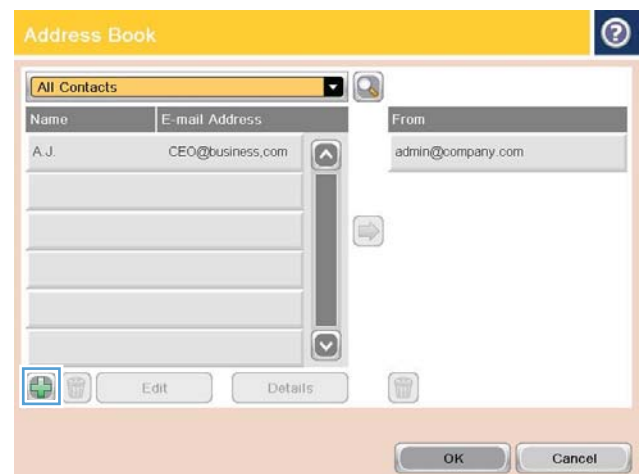 Address Book
?
All Contacts
Name E-mail Address
From
A.J. CEO@business,com
admin@company.com
Edit Details
OK Cancel